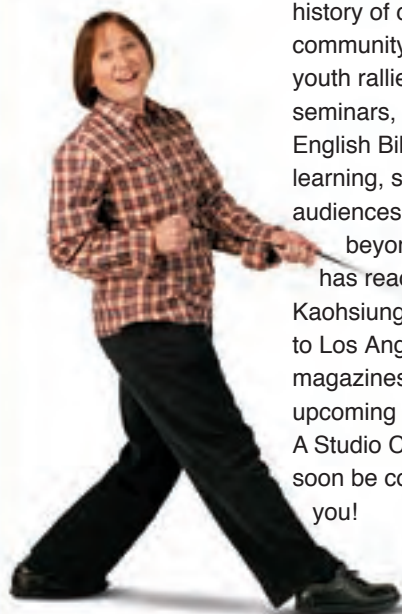 history of
community
youth rallie
seminars,
English Bi
learning, s
audiences
beyon
has reac
Kaohsiung
to Los Ang
magazines
upcoming
A Studio C
soon be co
you!